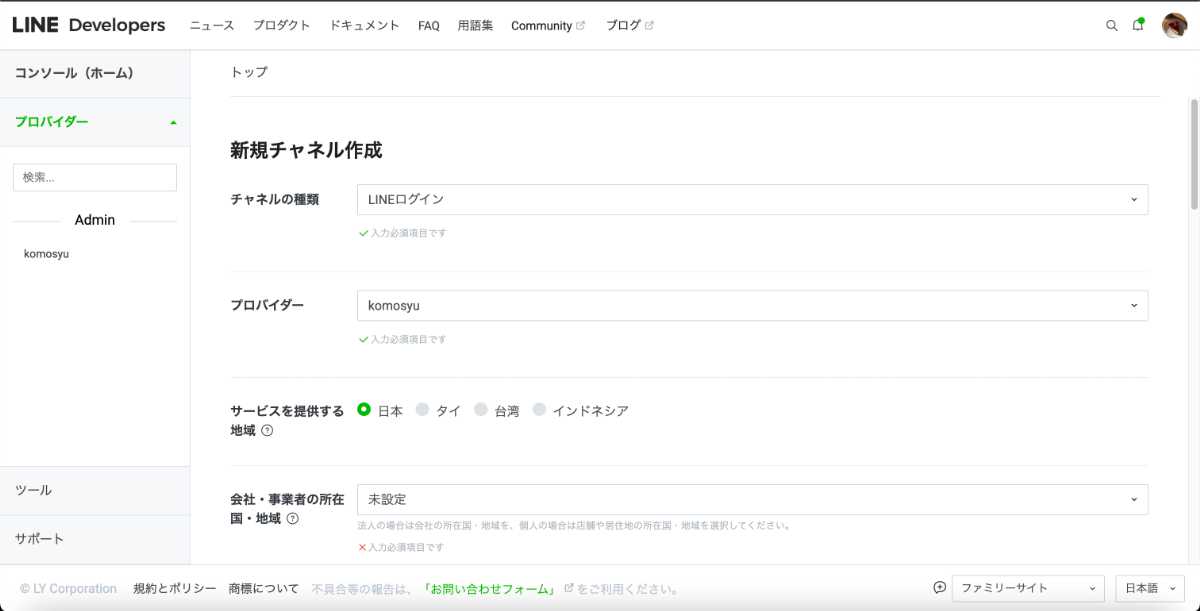 LINE Developers ニュース プロダクト ドキュメント FAQ 用語集 Community ブログ
コンソール（ホーム）
プロバイダー
検索...
Admin
komosyu
ツール
サポート
トップ
新規チャネル作成
チャネルの種類 LINEログイン
入力必須項目です
プロバイダー komosyu
入力必須項目です
サービスを提供する 日本 タイ 台湾 インドネシア
地域
会社・事業者の所在 未設定
国・地域
法人の場合は会社の所在国・地域を、個人の場合は店舗や居住地の所在国・地域を選択してください。
入力必須項目です
© LY Corporation 規約とポリシー 商標について 不具合等の報告は、「お問い合わせフォーム」をご利用ください。 ファミリーサイト 日本語